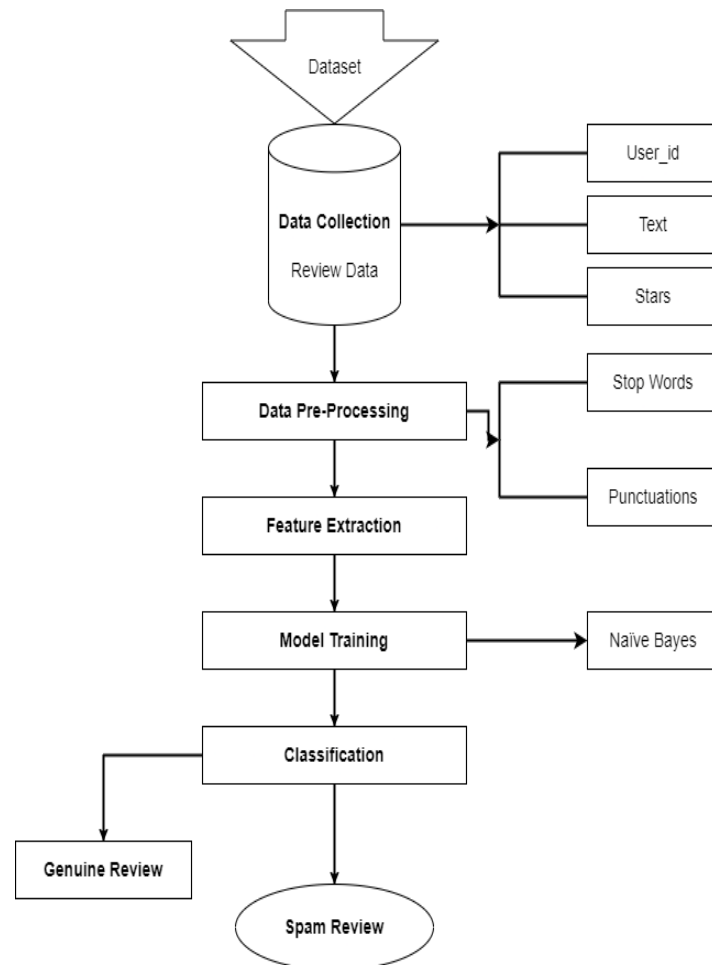 Dataset
User_id
Data Collection
Text
Review Data
Stars
Stop Words
Data Pre-Processing
Punctuations
Feature Extraction
Model Training
Naïve Bayes
Classification
Genuine Review
Spam Review